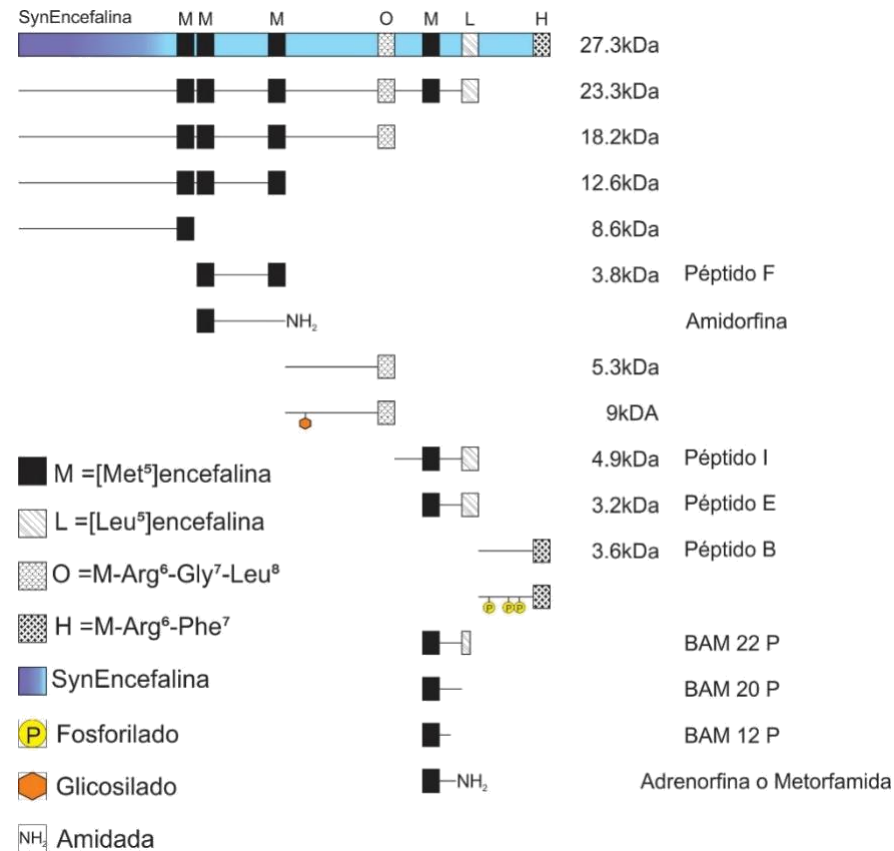 SynEncefalina M M M O M L H
27.3kDa
23.3kDa
18.2kDa
12.6kDa
8.6kDa
3.8kDa Péptido F
NH₂ Amidorfina
5.3kDa
9kDA
4.9kDa Péptido I
3.2kDa Péptido E
3.6kDa Péptido B
P P P
BAM 22 P
BAM 20 P
BAM 12 P
NH₂ Adrenorfina o Metorfamida
M =[Met⁵]encefalina
L =[Leu⁵]encefalina
O =M-Arg⁶-Gly⁷-Leu⁸
H =M-Arg⁶-Phe⁷
SynEncefalina
P Fosforilado
Glicosilado
NH₂ Amidada